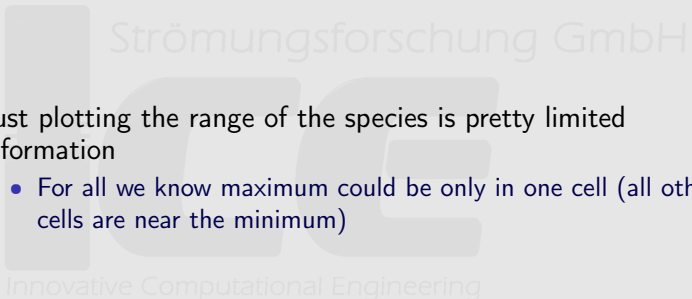 Strömungsforschung GmbH
ust plotting the range of the species is pretty limited
formation
• For all we know maximum could be only in one cell (all oth
cells are near the minimum)
ice
Innovative Computational Engineering